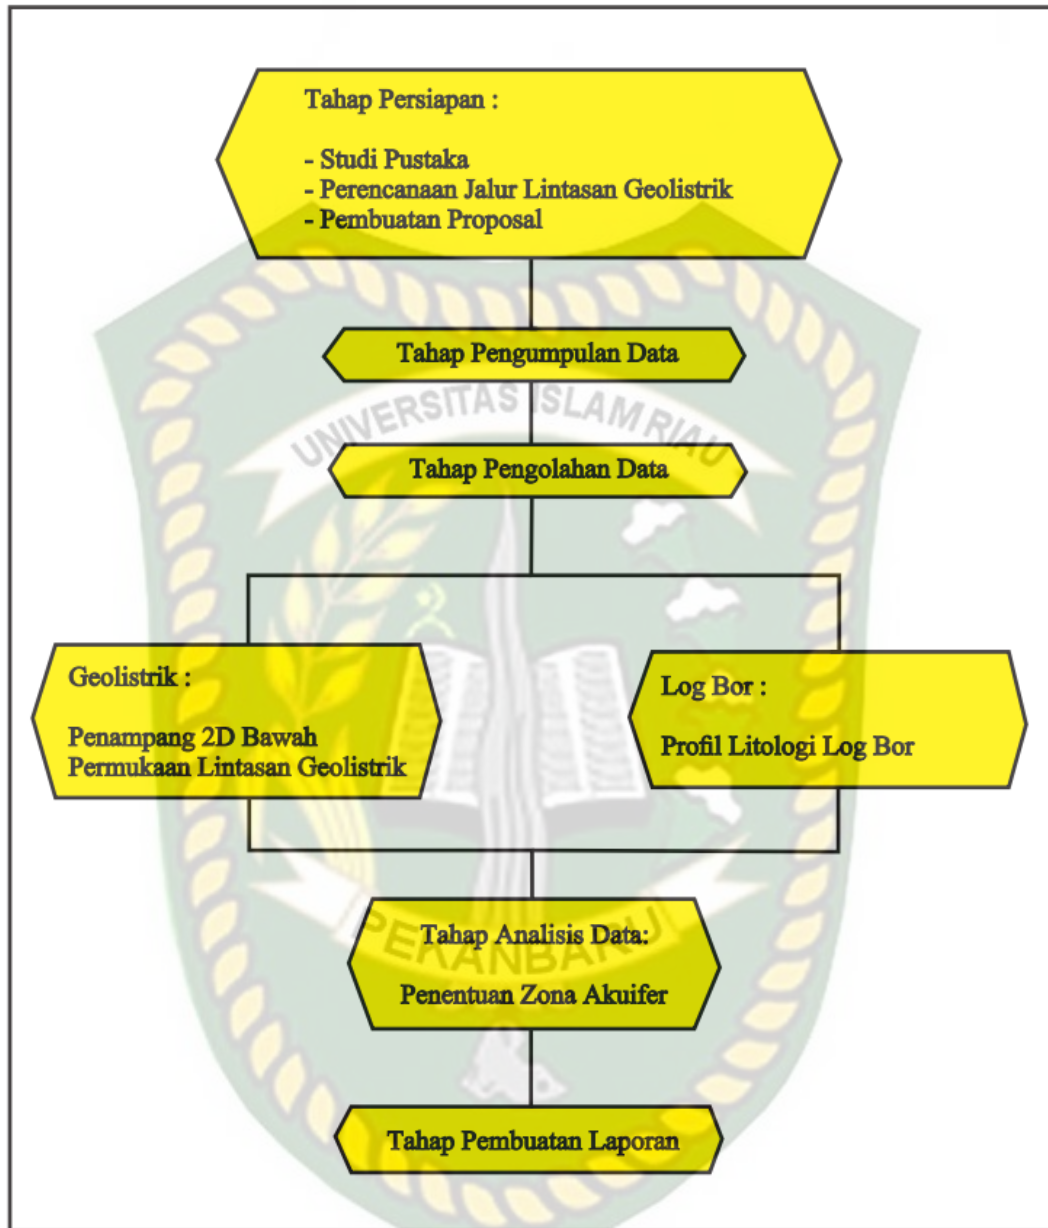 Tahap Persiapan :
- Studi Pustaka
- Perencanaan Jalur Lintasan Geolistrik
- Pembuatan Proposal
Tahap Pengumpulan Data
UNIVERSITAS ISLAM RIAU
Tahap Pengolahan Data
Geolistrik :
Penampang 2D Bawah
Permukaan Lintasan Geolistrik
Log Bor :
Profil Litologi Log Bor
Tahap Analisis Data:
PEKANBARU
Penentuan Zona Akuifer
Tahap Pembuatan Laporan